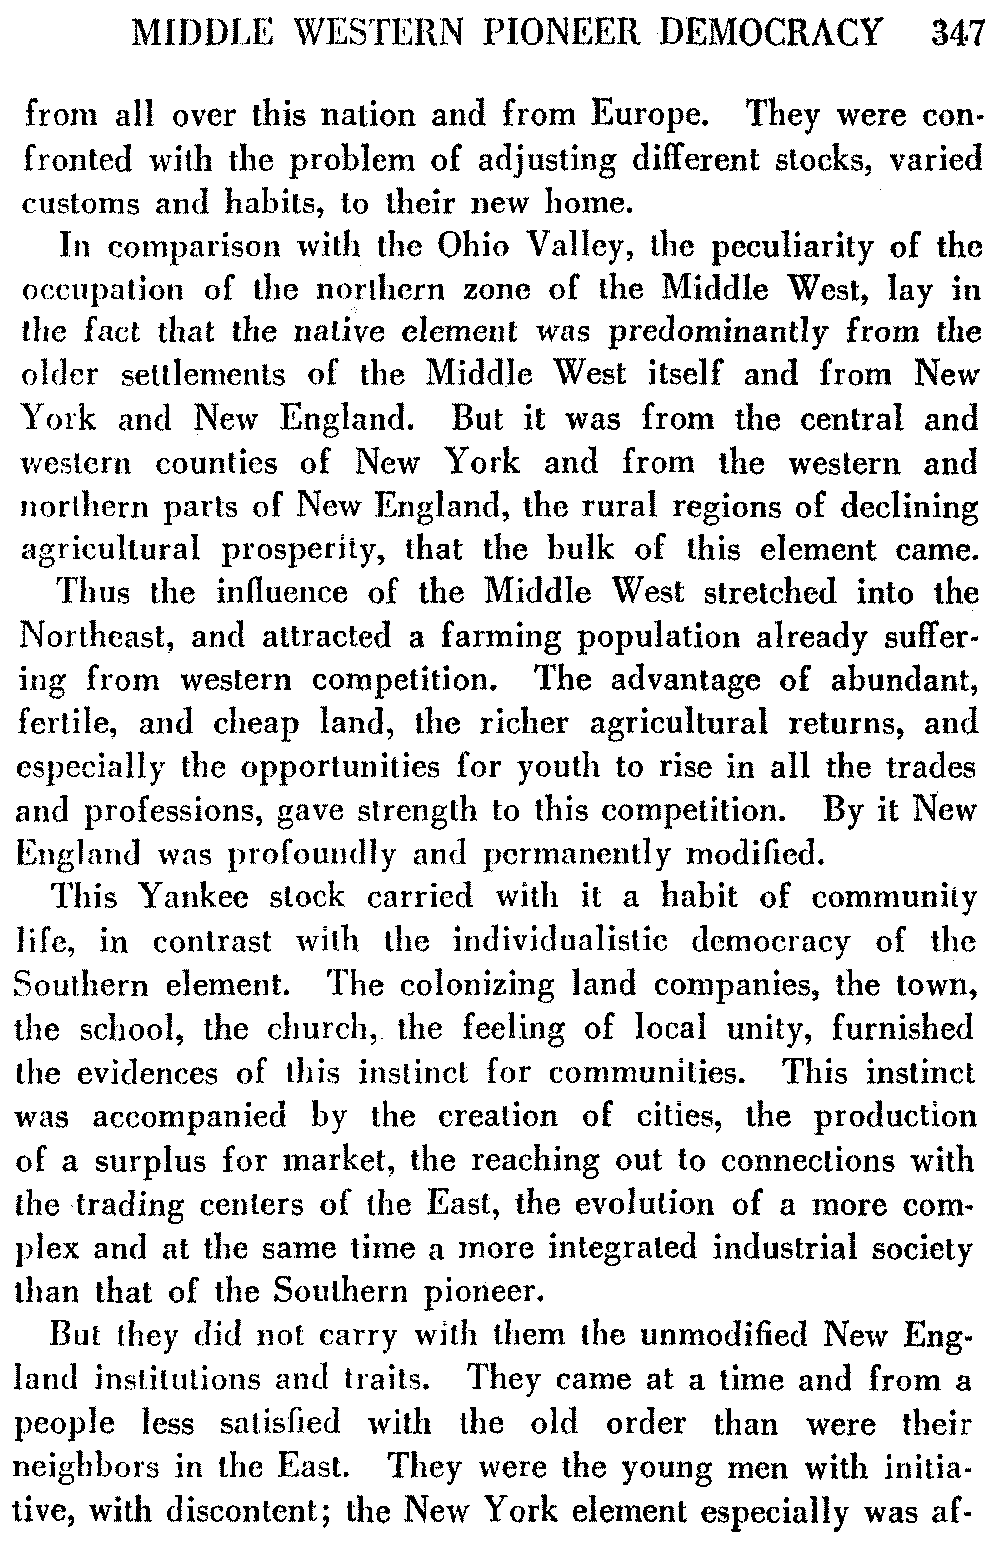 MIDDLE WESTERN PIONEER DEMOCRACY 347
from all over this nation and from Europe. They were con-
fronted with the problem of adjusting different stocks, varied
customs and habits, to their new home.
In comparison with the Ohio Valley, the peculiarity of the
occupation of the northern zone of the Middle West, lay in
the fact that the native element was predominantly from the
older settlements of the Middle West itself and from New
York and New England. But it was from the central and
western counties of New York and from the western and
northern parts of New England, the rural regions of declining
agricultural prosperity, that the bulk of this element came.
Thus the influence of the Middle West stretched into the
Northeast, and attracted a farming population already suffer-
ing from western competition. The advantage of abundant,
fertile, and cheap land, the richer agricultural returns, and
especially the opportunities for youth to rise in all the trades
and professions, gave strength to this competition. By it New
England was profoundly and permanently modified.
This Yankee stock carried with it a habit of community
life, in contrast with the individualistic democracy of the
Southern element. The colonizing land companies, the town,
the school, the church, the feeling of local unity, furnished
the evidences of this instinct for communities. This instinct
was accompanied by the creation of cities, the production
of a surplus for market, the reaching out to connections with
the trading centers of the East, the evolution of a more com-
plex and at the same time a more integrated industrial society
than that of the Southern pioneer.
But they did not carry with them the unmodified New Eng-
land institutions and traits. They came at a time and from a
people less satisfied with the old order than were their
neighbors in the East. They were the young men with initia-
tive, with discontent; the New York element especially was af-